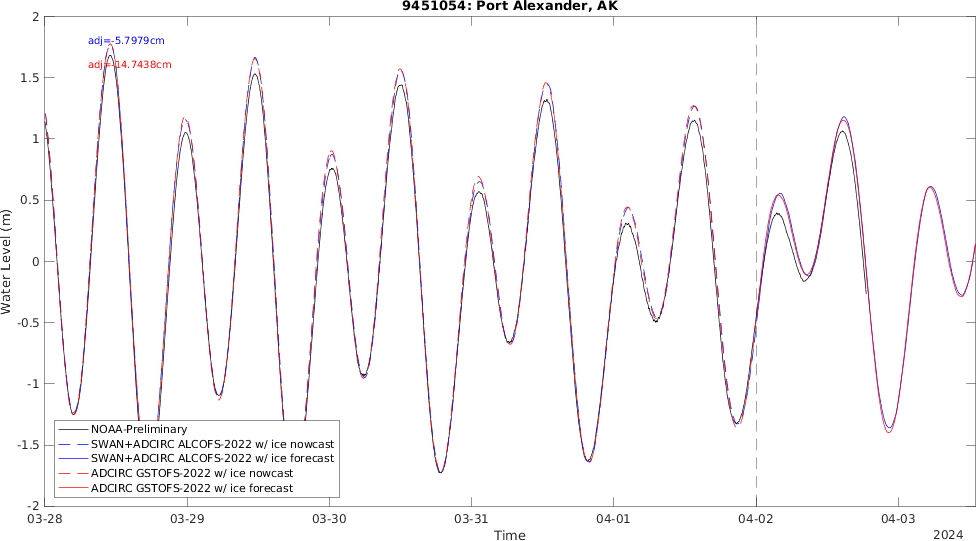 9451054: Port Alexander, AK
2
adj=-5.7979cm
adj=-14.7438cm
1.5
1
0.5
0
-0.5
-1
-1.5
-2
Water Level (m)
NOAA-Preliminary
SWAN+ADCIRC ALCOFS-2022 w/ ice nowcast
SWAN+ADCIRC ALCOFS-2022 w/ ice forecast
ADCIRC GSTOFS-2022 w/ ice nowcast
ADCIRC GSTOFS-2022 w/ ice forecast
03-28 03-29 03-30 03-31 04-01 04-02 04-03
Time
2024